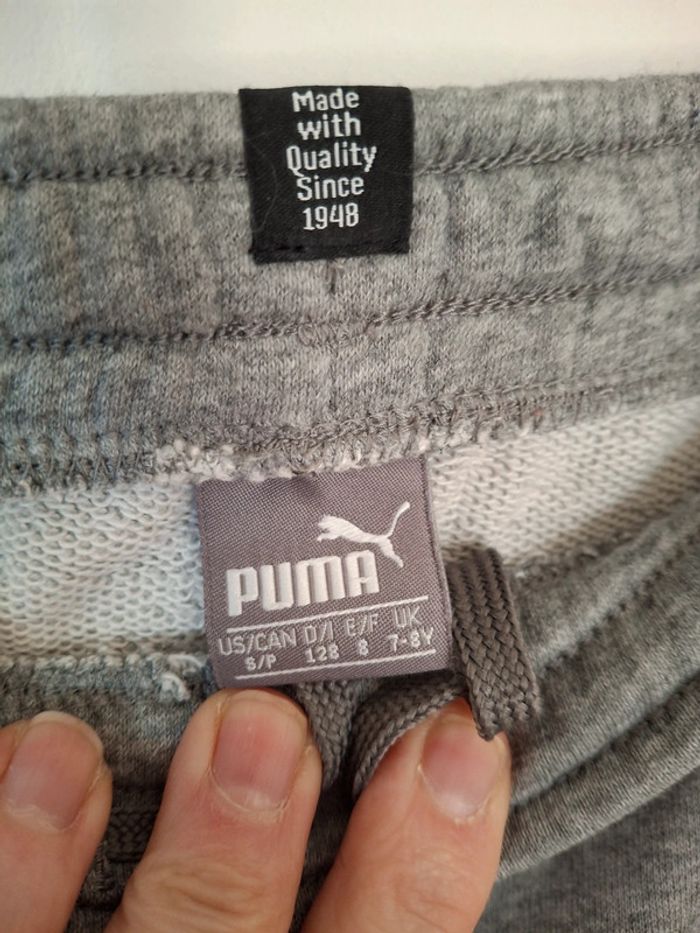 Made
with
Quality
Since
1948
PUMA
US/CAN D/I E/F UK
S/P 128 8 7-8Y